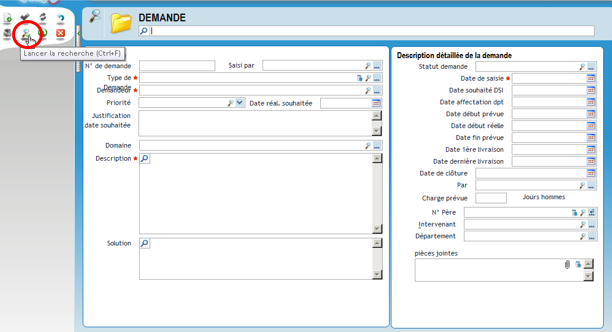 DEMANDE
Lancer la recherche (Ctrl+F)
N° de demande
Saisi par
Type de Demande
Demandeur
Priorité
Date réal. souhaitée
Justification
date souhaitée
Domaine
Description
Solution
Description détaillée de la demande
Statut demande
Date de saisie
Date souhaité DSI
Date affectation dpt
Date début prévue
Date début réelle
Date fin prévue
Date 1ère livraison
Date dernière livraison
Date de clôture
Par
Charge prévue
Jours hommes
N° Père
Intervenant
Département
pièces jointes